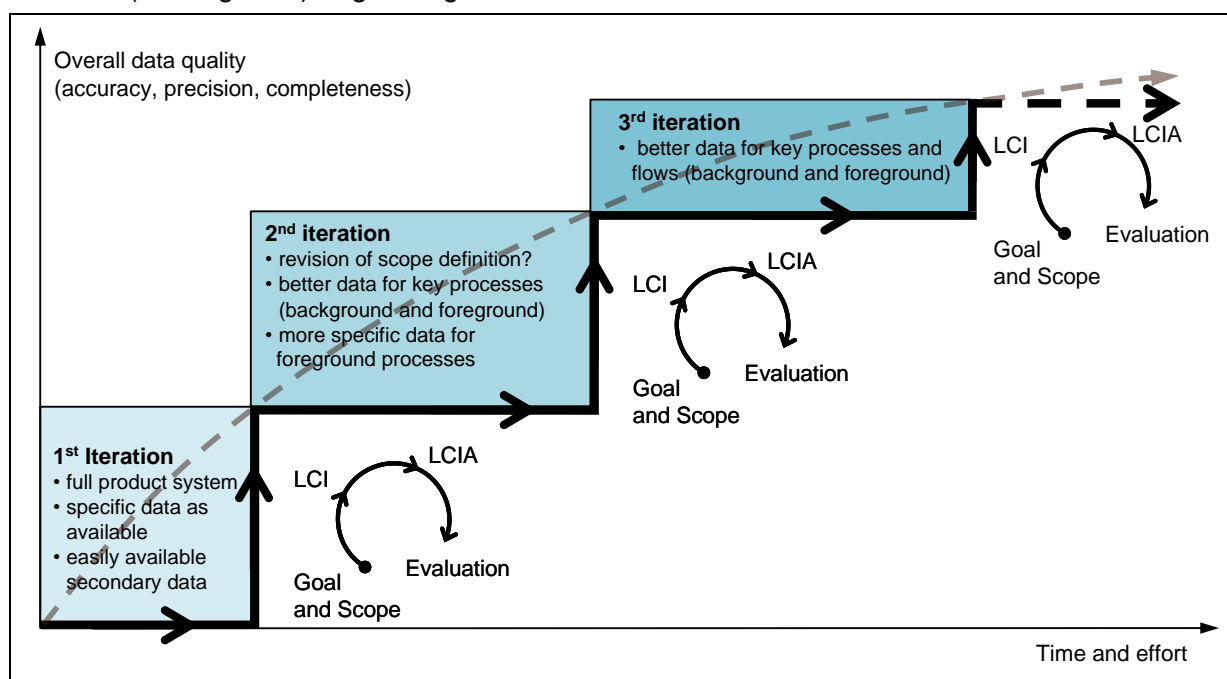 Overall data quality
(accuracy, precision, completeness)
3rd iteration
• better data for key processes and
flows (background and foreground)
LCI
LCIA
Goal
and Scope
Evaluation
2nd iteration
• revision of scope definition?
• better data for key processes
(background and foreground)
• more specific data for
foreground processes
LCI
LCIA
Goal
and Scope
Evaluation
1st Iteration
• full product system
• specific data as
available
• easily available
secondary data
LCI
LCIA
Goal
and Scope
Evaluation
Time and effort